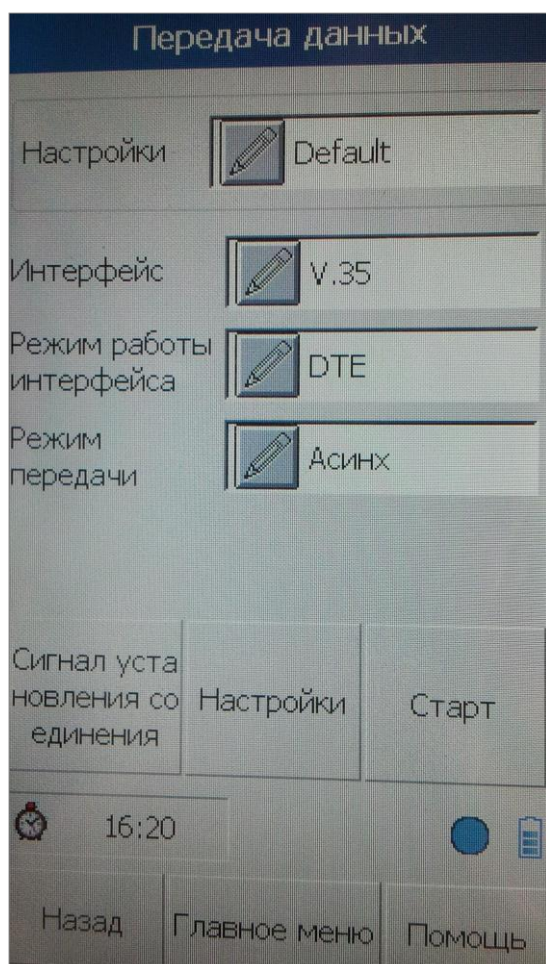 Передача данных
Настройки
Default
Интерфейс
V.35
Режим работы
интерфейса
DTE
Режим
передачи
Асинх
Сигнал уста
новления со
единения
Настройки
Старт
16:20
Назад
Главное меню
Помощь